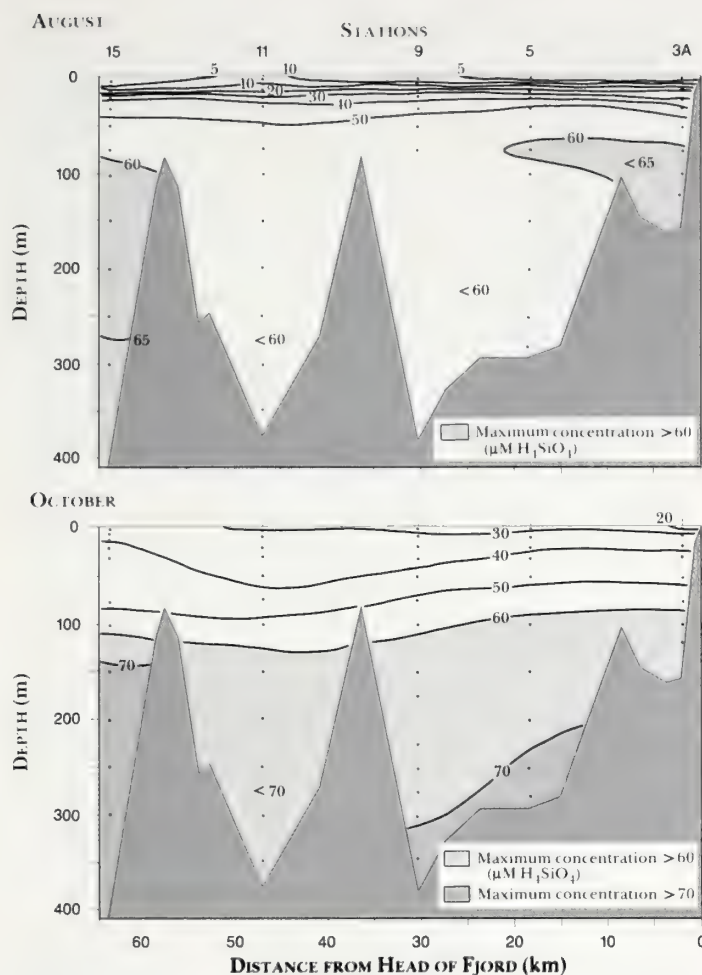 AUGUST
STATIONS
15 11 9 5 3A
5 10 5
10 20 30 40
50
60 60
<65
<60
<60
65
0
100
200
300
400
DEPTH (m)
Maximum concentration >60
(µM H₄SiO₄)
OCTOBER
20
30
40
50
60
70
70
<70
0
100
200
300
400
DEPTH (m)
Maximum concentration >60
(µM H₄SiO₄)
Maximum concentration >70
60 50 40 30 20 10 0
DISTANCE FROM HEAD OF FJORD (km)